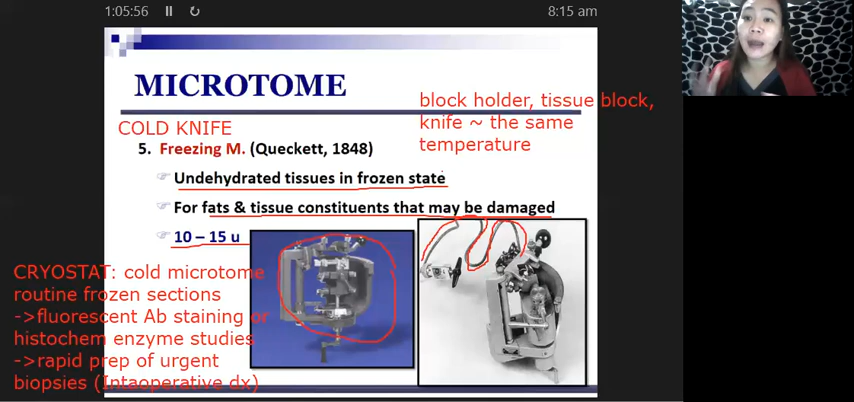 1:05:56
8:15 am
MICROTOME
block holder, tissue block,
knife ~ the same
temperature
COLD KNIFE
5. Freezing M. (Queckett, 1848)
Undehydrated tissues in frozen state
For fats & tissue constituents that may be damaged
10 – 15 u
CRYOSTAT: cold microtome
routine frozen sections
->fluorescent Ab staining or
histochem enzyme studies
->rapid prep of urgent
biopsies (Intaoperative dx)